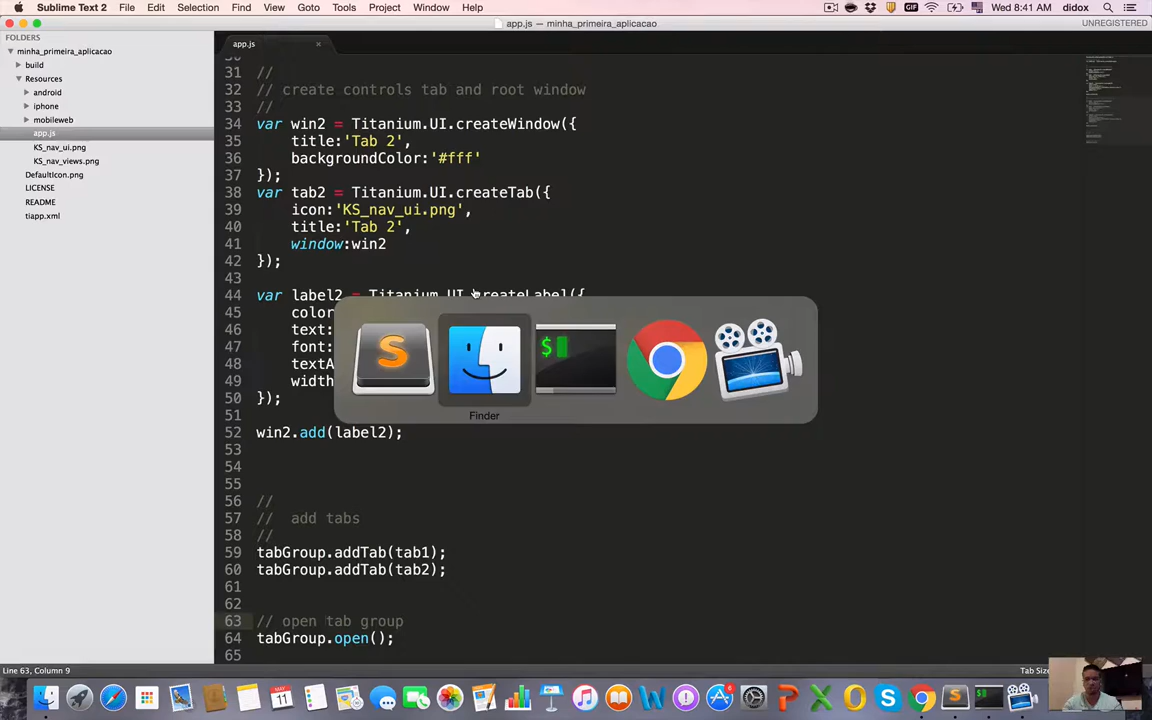 Sublime Text 2 File Edit Selection Find View Goto Tools Project Window Help
GIF Wed 8:41 AM didox
app.js — minha_primeira_aplicacao
UNREGISTERED
FOLDERS
minha_primeira_aplicacao
build
Resources
android
iphone
mobileweb
app.js
KS_nav_ui.png
KS_nav_views.png
DefaultIcon.png
LICENSE
README
tiapp.xml
app.js
31 //
32 // create controls tab and root window
33 //
34 var win2 = Titanium.UI.createWindow({
35 title:'Tab 2',
36 backgroundColor:'#fff'
37 });
38 var tab2 = Titanium.UI.createTab({
39 icon:'KS_nav_ui.png',
40 title:'Tab 2',
41 window:win2
42 });
43
44 var label2 = Titanium.UI.createLabel({
45 color
46 text:
47 font:
48 textA
49 width
50 });
51
52 win2.add(label2);
53
54
55
56 //
57 // add tabs
58 //
59 tabGroup.addTab(tab1);
60 tabGroup.addTab(tab2);
61
62
63 // open tab group
64 tabGroup.open();
65
S $
Finder
Line 63, Column 9
Tab Size